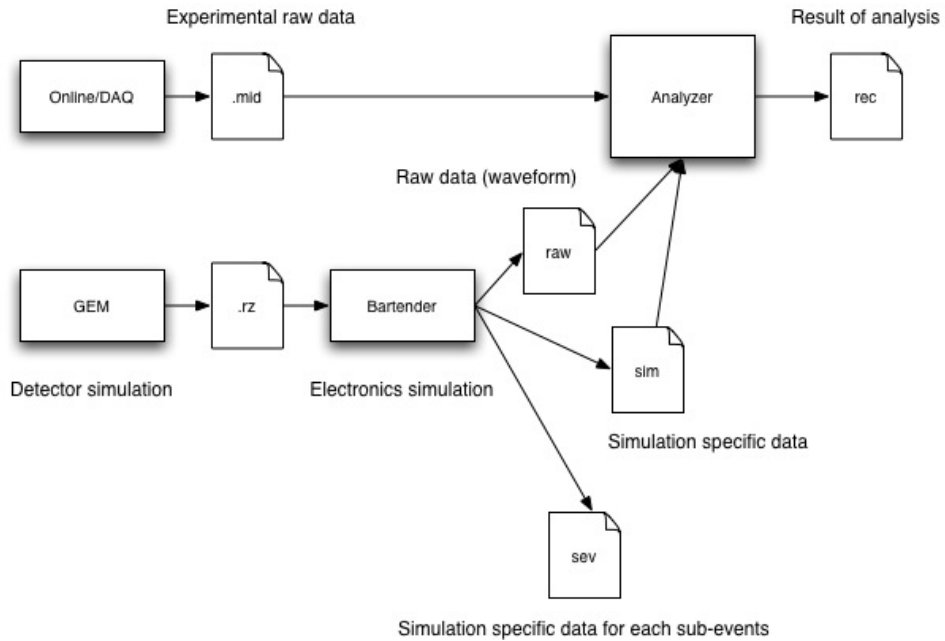 Experimental raw data
Result of analysis
Online/DAQ
.mid
Analyzer
rec
Raw data (waveform)
raw
GEM
.rz
Bartender
sim
Detector simulation
Electronics simulation
Simulation specific data
sev
Simulation specific data for each sub-events